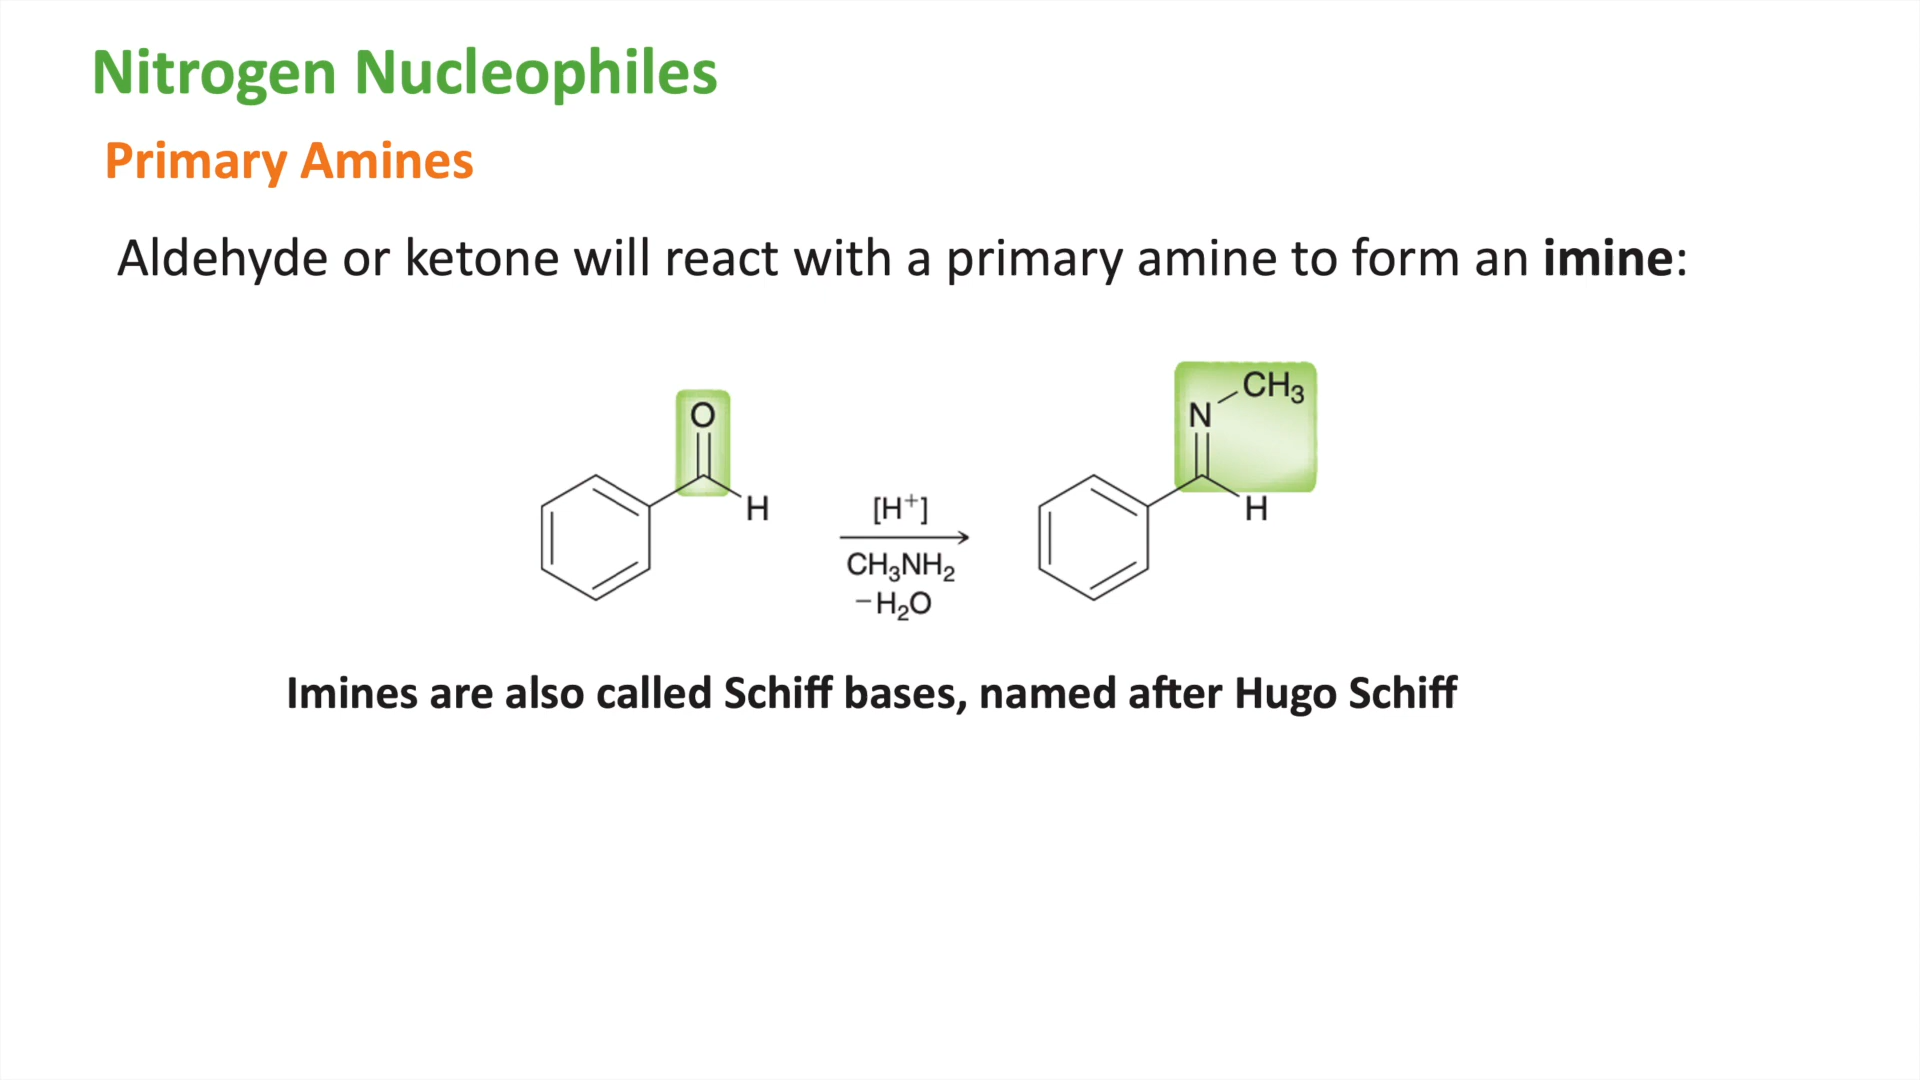 Nitrogen Nucleophiles
Primary Amines
Aldehyde or ketone will react with a primary amine to form an imine:
O
H
[H⁺]
CH₃NH₂
−H₂O
CH₃
N
H
Imines are also called Schiff bases, named after Hugo Schiff